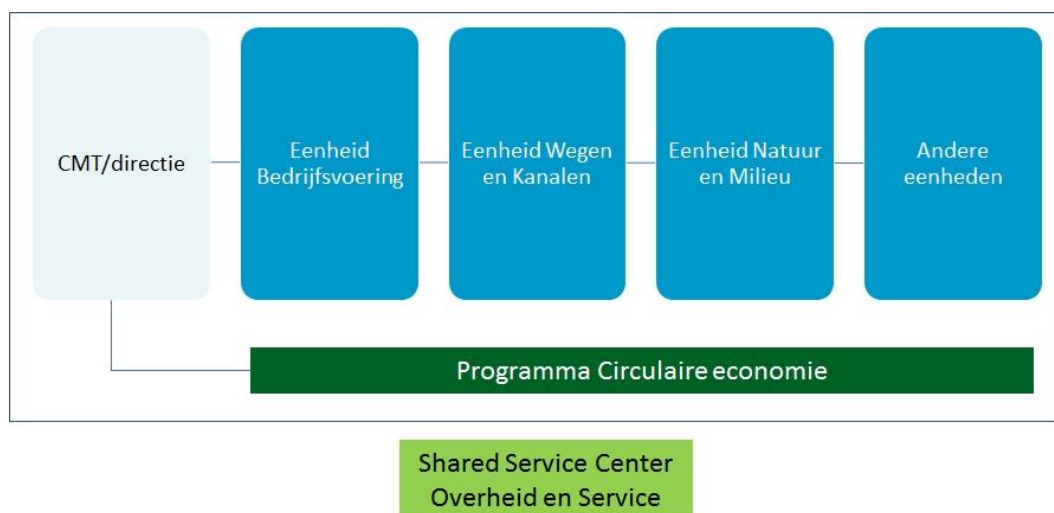 CMT/directie
Eenheid
Bedrijfsvoering
Eenheid Wegen
en Kanalen
Eenheid Natuur
en Milieu
Andere
eenheden
Programma Circulaire economie
Shared Service Center
Overheid en Service